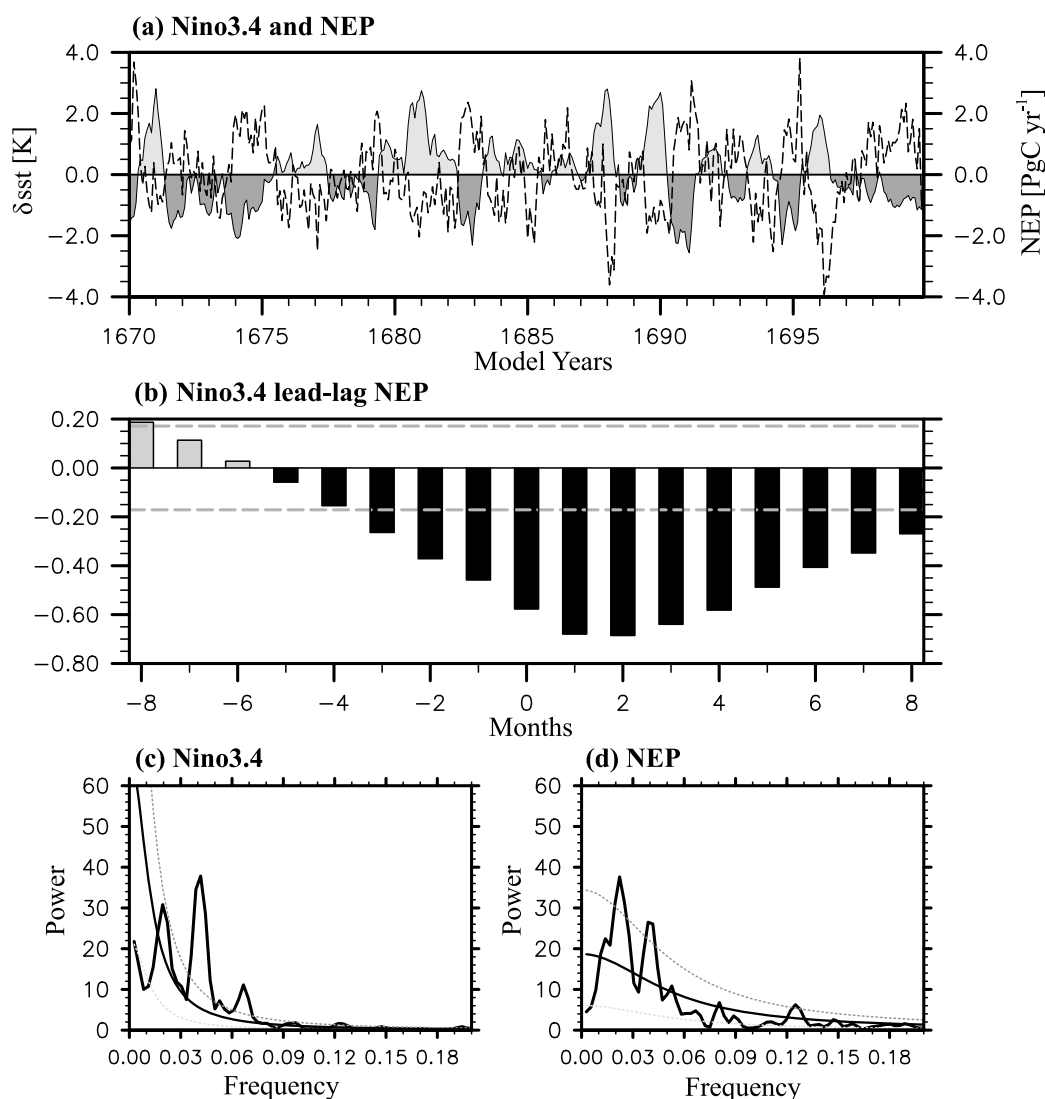 (a) Nino3.4 and NEP
4.0
2.0
0.0
−2.0
−4.0
δsst [K]
4.0
2.0
0.0
−2.0
−4.0
NEP [PgC yr⁻¹]
1670 1675 1680 1685 1690 1695
Model Years
(b) Nino3.4 lead-lag NEP
0.20
0.00
−0.20
−0.40
−0.60
−0.80
−8 −6 −4 −2 0 2 4 6 8
Months
(c) Nino3.4
60
50
40
30
20
10
0
Power
0.00 0.03 0.06 0.09 0.12 0.15 0.18
Frequency
(d) NEP
60
50
40
30
20
10
0
Power
0.00 0.03 0.06 0.09 0.12 0.15 0.18
Frequency